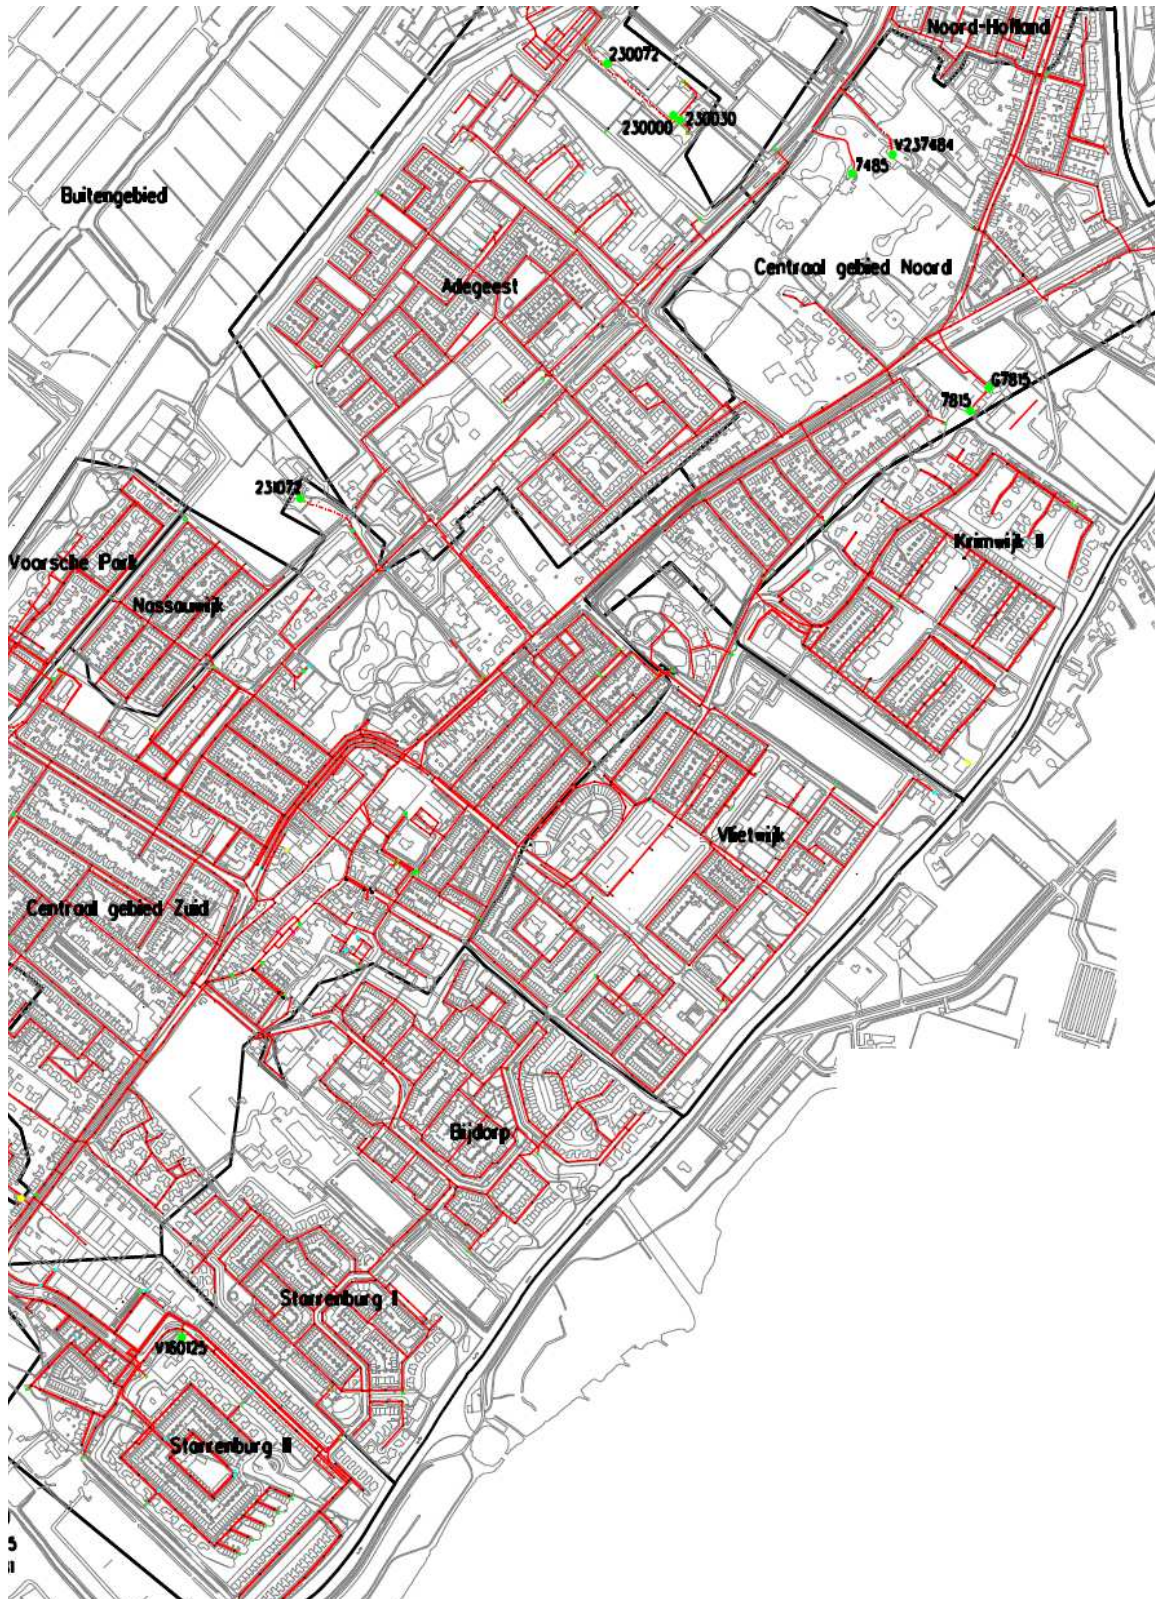 Noord-Holland
230072
230000
230030
V237484
7485
Buitengebied
Centraal gebied Noord
Adegeest
G7815
7815
231072
Krimwijk II
Voorsche Park
Nassauwijk
Vlietwijk
Centraal gebied Zuid
Bijdorp
Starrenburg I
V160125
Starrenburg II